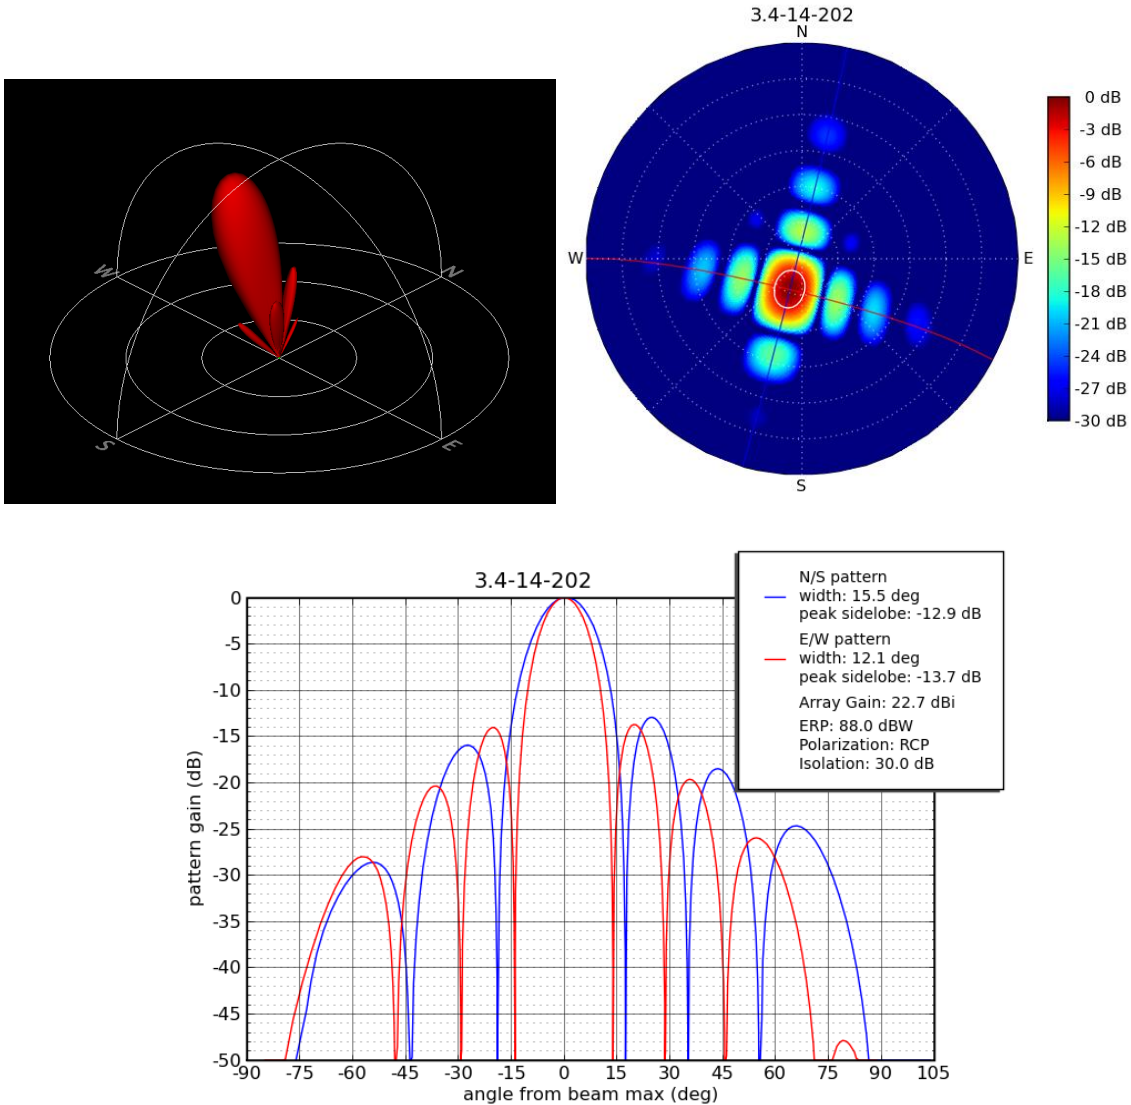 3.4-14-202
N
W
E
S
0 dB
-3 dB
-6 dB
-9 dB
-12 dB
-15 dB
-18 dB
-21 dB
-24 dB
-27 dB
-30 dB
W
N
S
E
3.4-14-202
N/S pattern
width: 15.5 deg
peak sidelobe: -12.9 dB
E/W pattern
width: 12.1 deg
peak sidelobe: -13.7 dB
Array Gain: 22.7 dBi
ERP: 88.0 dBW
Polarization: RCP
Isolation: 30.0 dB
pattern gain (dB)
0
-5
-10
-15
-20
-25
-30
-35
-40
-45
-50
-90 -75 -60 -45 -30 -15 0 15 30 45 60 75 90 105
angle from beam max (deg)